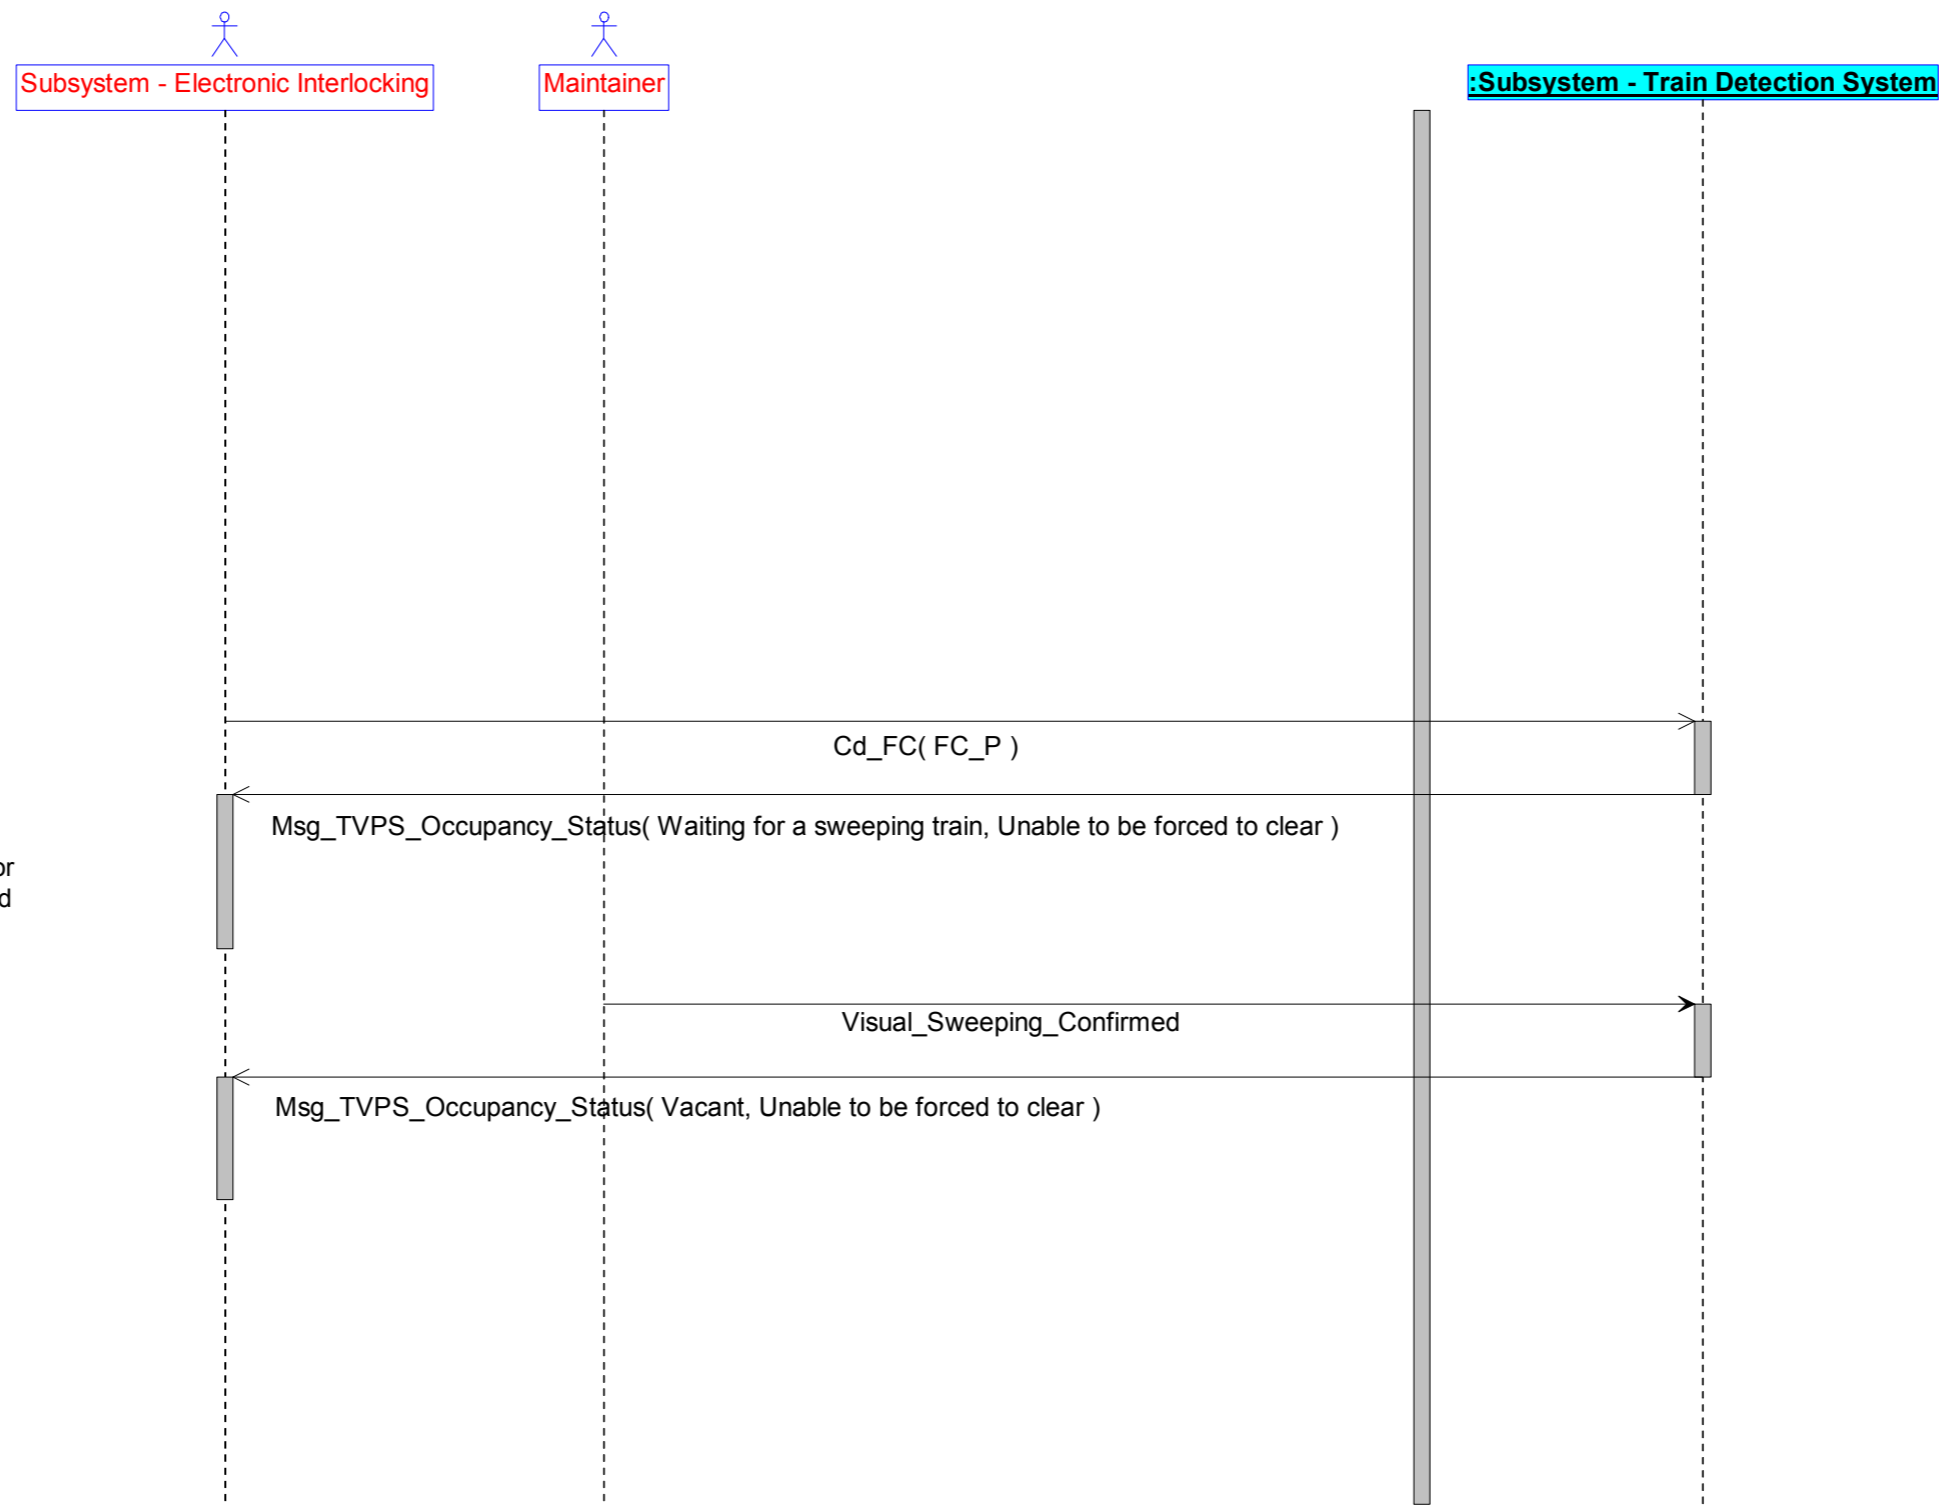 Subsystem - Electronic Interlocking
Maintainer
:Subsystem - Train Detection System
Cd_FC( FC_P )
Msg_TVPS_Occupancy_Status( Waiting for a sweeping train, Unable to be forced to clear )
or
d
Visual_Sweeping_Confirmed
Msg_TVPS_Occupancy_Status( Vacant, Unable to be forced to clear )